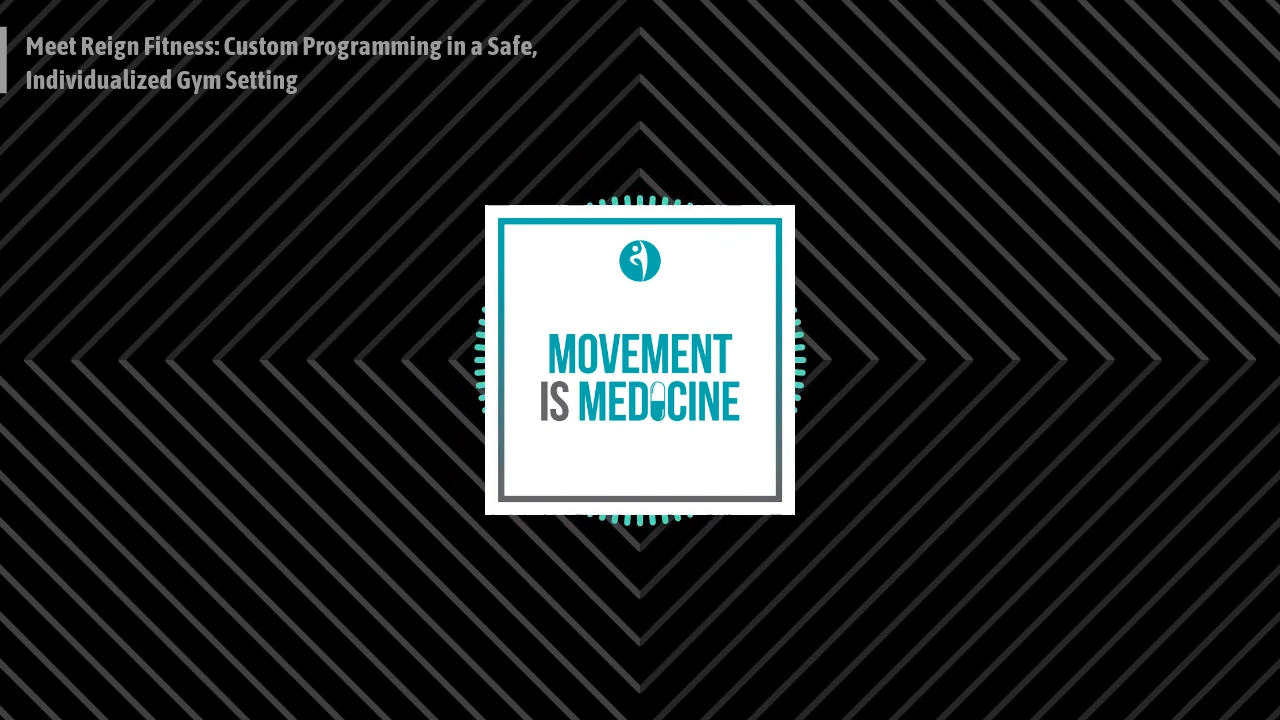 Meet Reign Fitness: Custom Programming in a Safe,
Individualized Gym Setting
MOVEMENT
IS MEDICINE